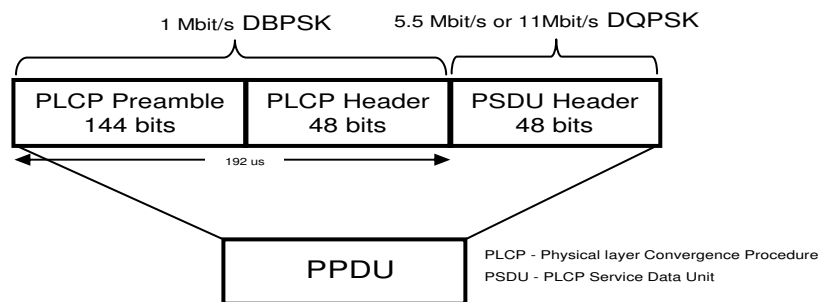 1 Mbit/s DBPSK
5.5 Mbit/s or 11Mbit/s DQPSK
PLCP Preamble
144 bits
PLCP Header
48 bits
PSDU Header
48 bits
192 us
PPDU
PLCP - Physical layer Convergence Procedure
PSDU - PLCP Service Data Unit